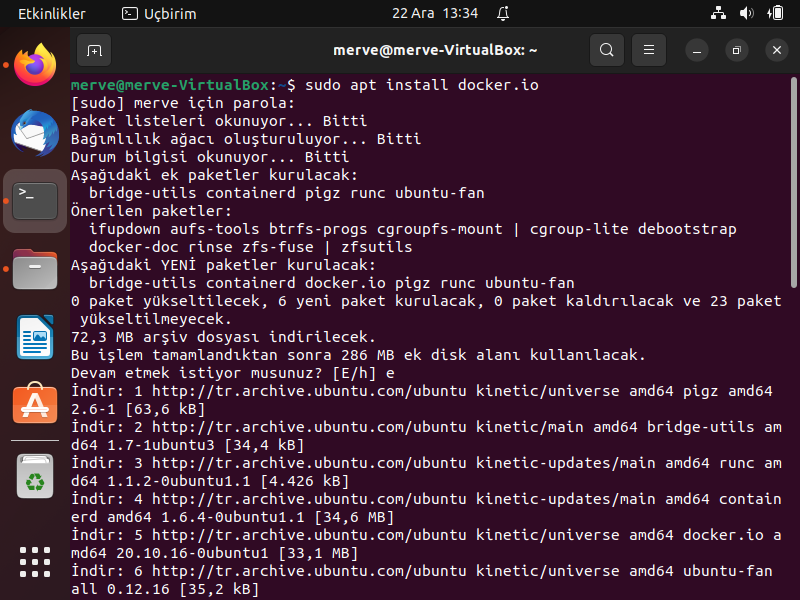 Etkinlikler
Uçbirim
22 Ara 13:34
merve@merve-VirtualBox: ~
merve@merve-VirtualBox:~$ sudo apt install docker.io
[sudo] merve için parola:
Paket listeleri okunuyor... Bitti
Bağımlılık ağacı oluşturuluyor... Bitti
Durum bilgisi okunuyor... Bitti
Aşağıdaki ek paketler kurulacak:
  bridge-utils containerd pigz runc ubuntu-fan
Önerilen paketler:
  ifupdown aufs-tools btrfs-progs cgroupfs-mount | cgroup-lite debootstrap
  docker-doc rinse zfs-fuse | zfsutils
Aşağıdaki YENİ paketler kurulacak:
  bridge-utils containerd docker.io pigz runc ubuntu-fan
0 paket yükseltilecek, 6 yeni paket kurulacak, 0 paket kaldırılacak ve 23 paket
 yükseltilmeyecek.
72,3 MB arşiv dosyası indirilecek.
Bu işlem tamamlandıktan sonra 286 MB ek disk alanı kullanılacak.
Devam etmek istiyor musunuz? [E/h] e
İndir: 1 http://tr.archive.ubuntu.com/ubuntu kinetic/universe amd64 pigz amd64
2.6-1 [63,6 kB]
İndir: 2 http://tr.archive.ubuntu.com/ubuntu kinetic/main amd64 bridge-utils am
d64 1.7-1ubuntu3 [34,4 kB]
İndir: 3 http://tr.archive.ubuntu.com/ubuntu kinetic-updates/main amd64 runc am
d64 1.1.2-0ubuntu1.1 [4.426 kB]
İndir: 4 http://tr.archive.ubuntu.com/ubuntu kinetic-updates/main amd64 contain
erd amd64 1.6.4-0ubuntu1.1 [34,6 MB]
İndir: 5 http://tr.archive.ubuntu.com/ubuntu kinetic/universe amd64 docker.io a
md64 20.10.16-0ubuntu1 [33,1 MB]
İndir: 6 http://tr.archive.ubuntu.com/ubuntu kinetic/universe amd64 ubuntu-fan
all 0.12.16 [35,2 kB]